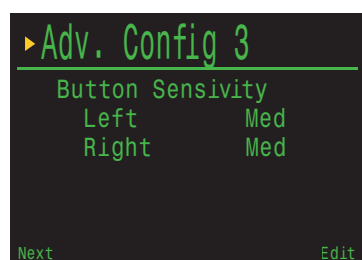 Adv. Config 3
Button Sensivity
Left Med
Right Med
Next Edit